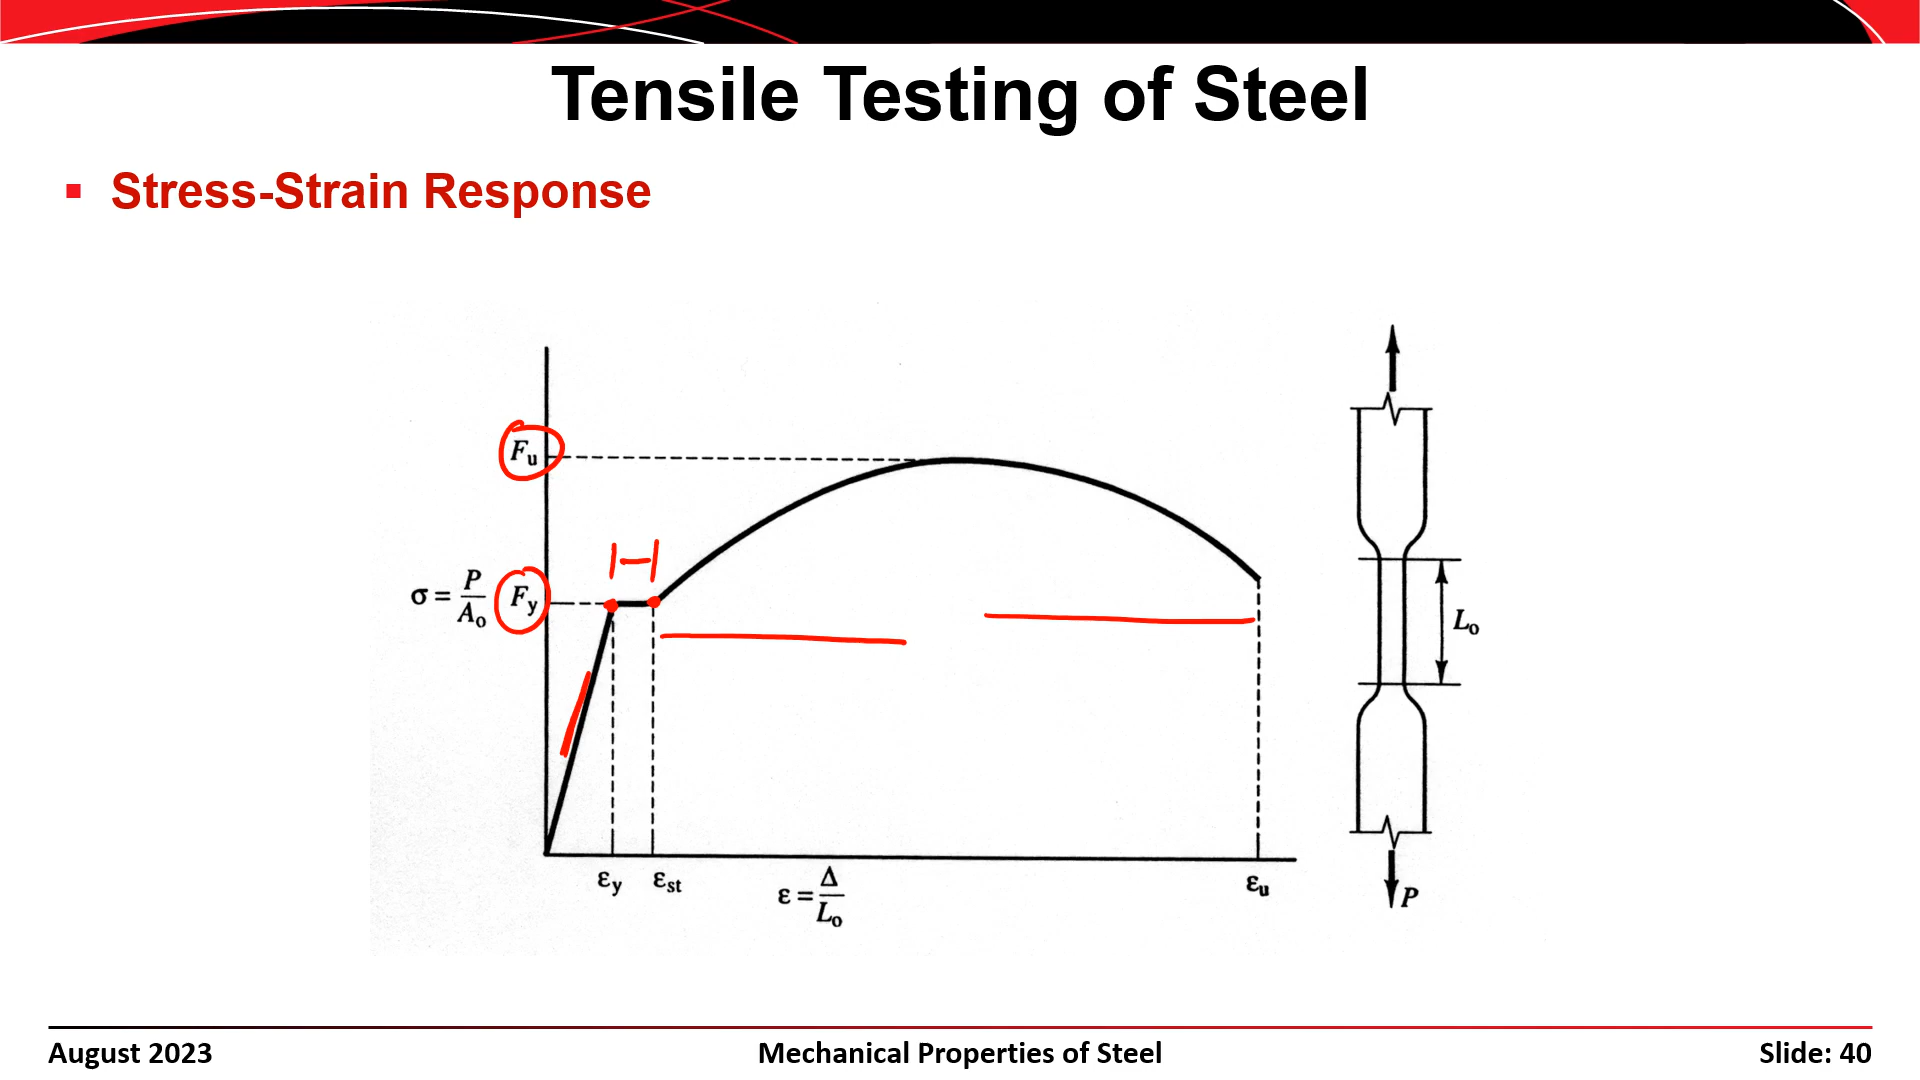 Tensile Testing of Steel
▪ Stress-Strain Response
Fu
σ = P/Ao
Fy
Lo
εy
εst
ε = Δ/Lo
εu
P
August 2023
Mechanical Properties of Steel
Slide: 40